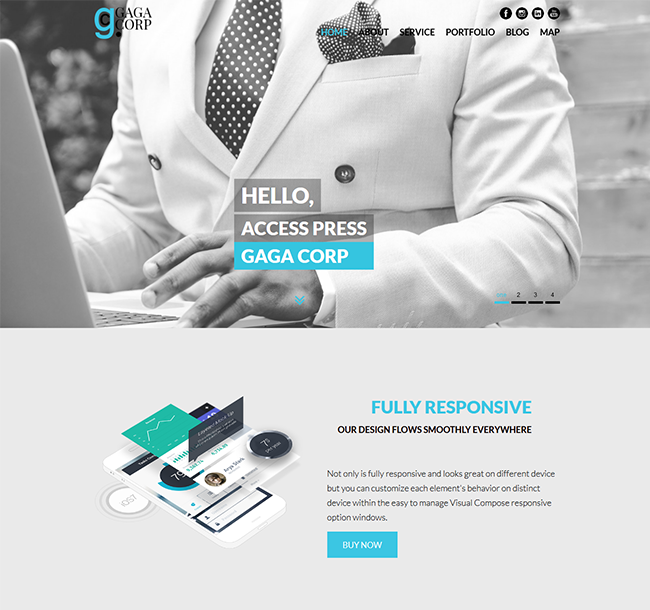 GAGA
CORP
HOME ABOUT SERVICE PORTFOLIO BLOG MAP
HELLO,
ACCESS PRESS
GAGA CORP
2 3 4
FULLY RESPONSIVE
OUR DESIGN FLOWS SMOOTHLY EVERYWHERE
Not only is fully responsive and looks great on different device
but you can customize each element's behavior on distinct
device within the easy to manage Visual Compose responsive
option windows.
BUY NOW
iOS7